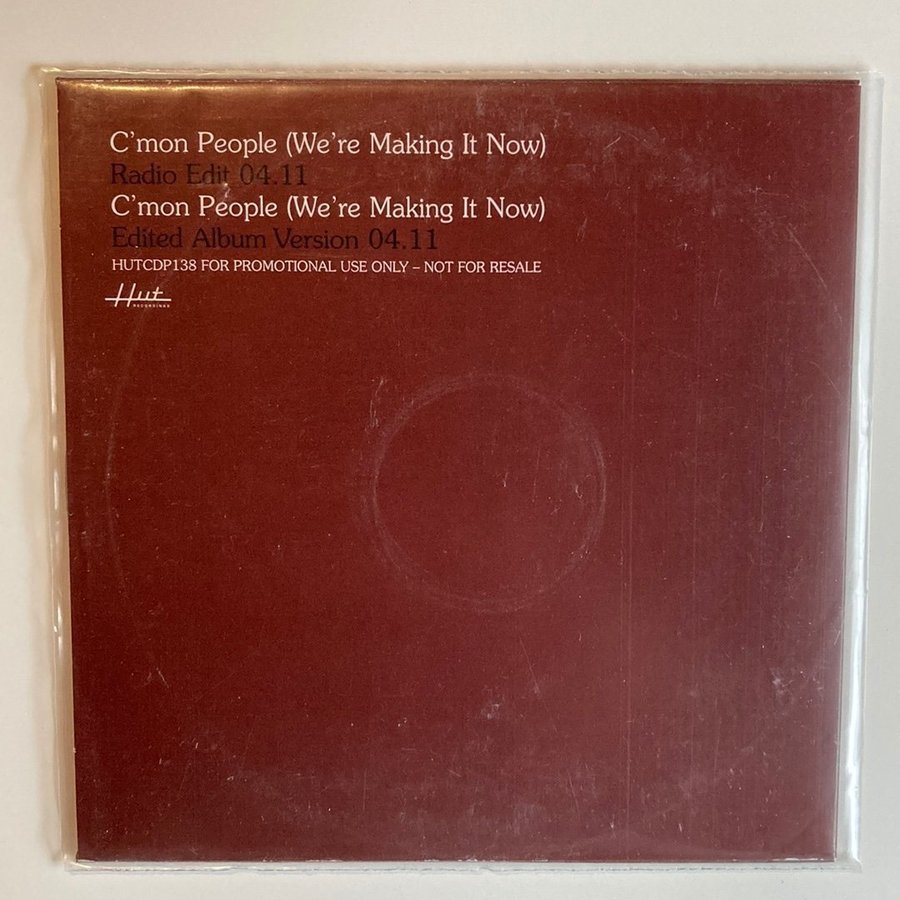 C'mon People (We're Making It Now)
Radio Edit 04.11
C'mon People (We're Making It Now)
Edited Album Version 04.11
HUTCDP138 FOR PROMOTIONAL USE ONLY – NOT FOR RESALE
Hut
RECORDINGS